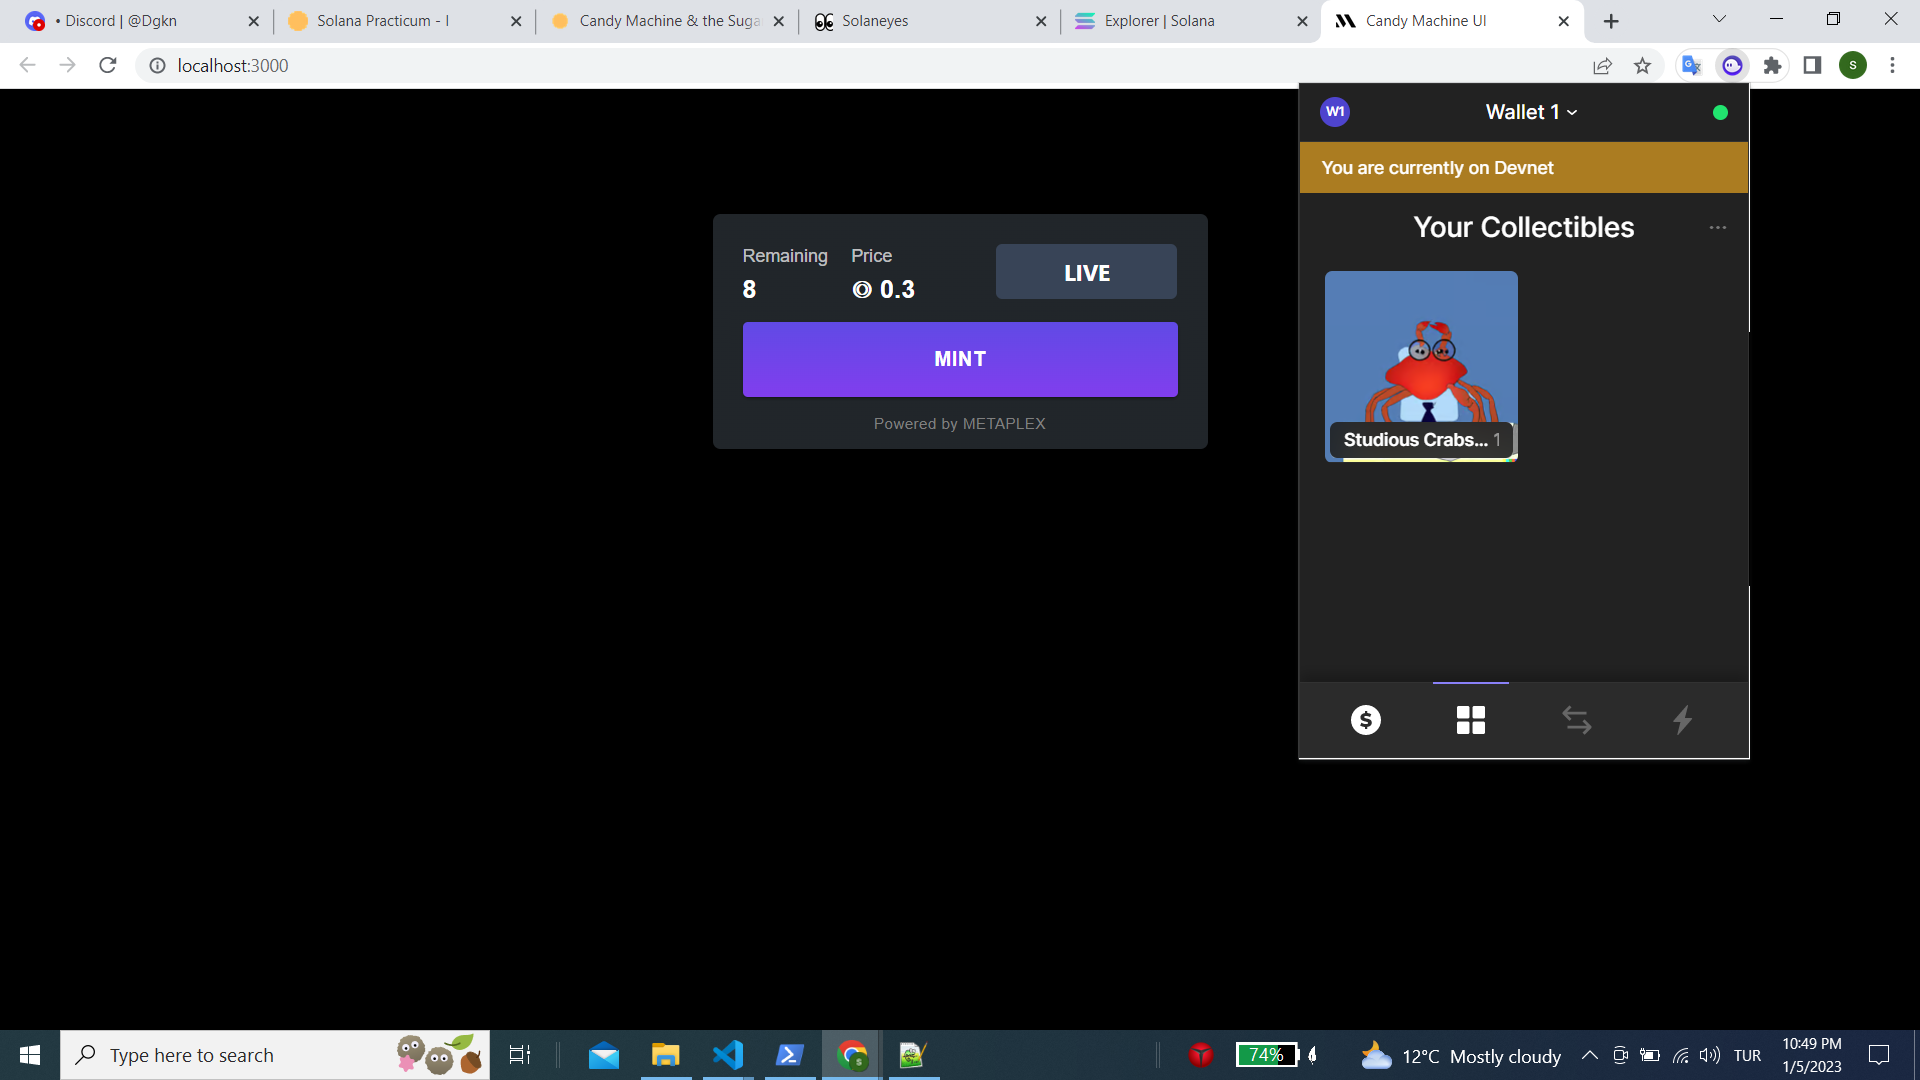 • Discord | @Dgkn
Solana Practicum - I
Candy Machine & the Suga
Solaneyes
Explorer | Solana
Candy Machine UI
localhost:3000
S
W1
Wallet 1
You are currently on Devnet
Your Collectibles
Remaining
Price
8
0.3
LIVE
MINT
Powered by METAPLEX
Studious Crabs... 1
Type here to search
74%
12°C Mostly cloudy
TUR
10:49 PM
1/5/2023